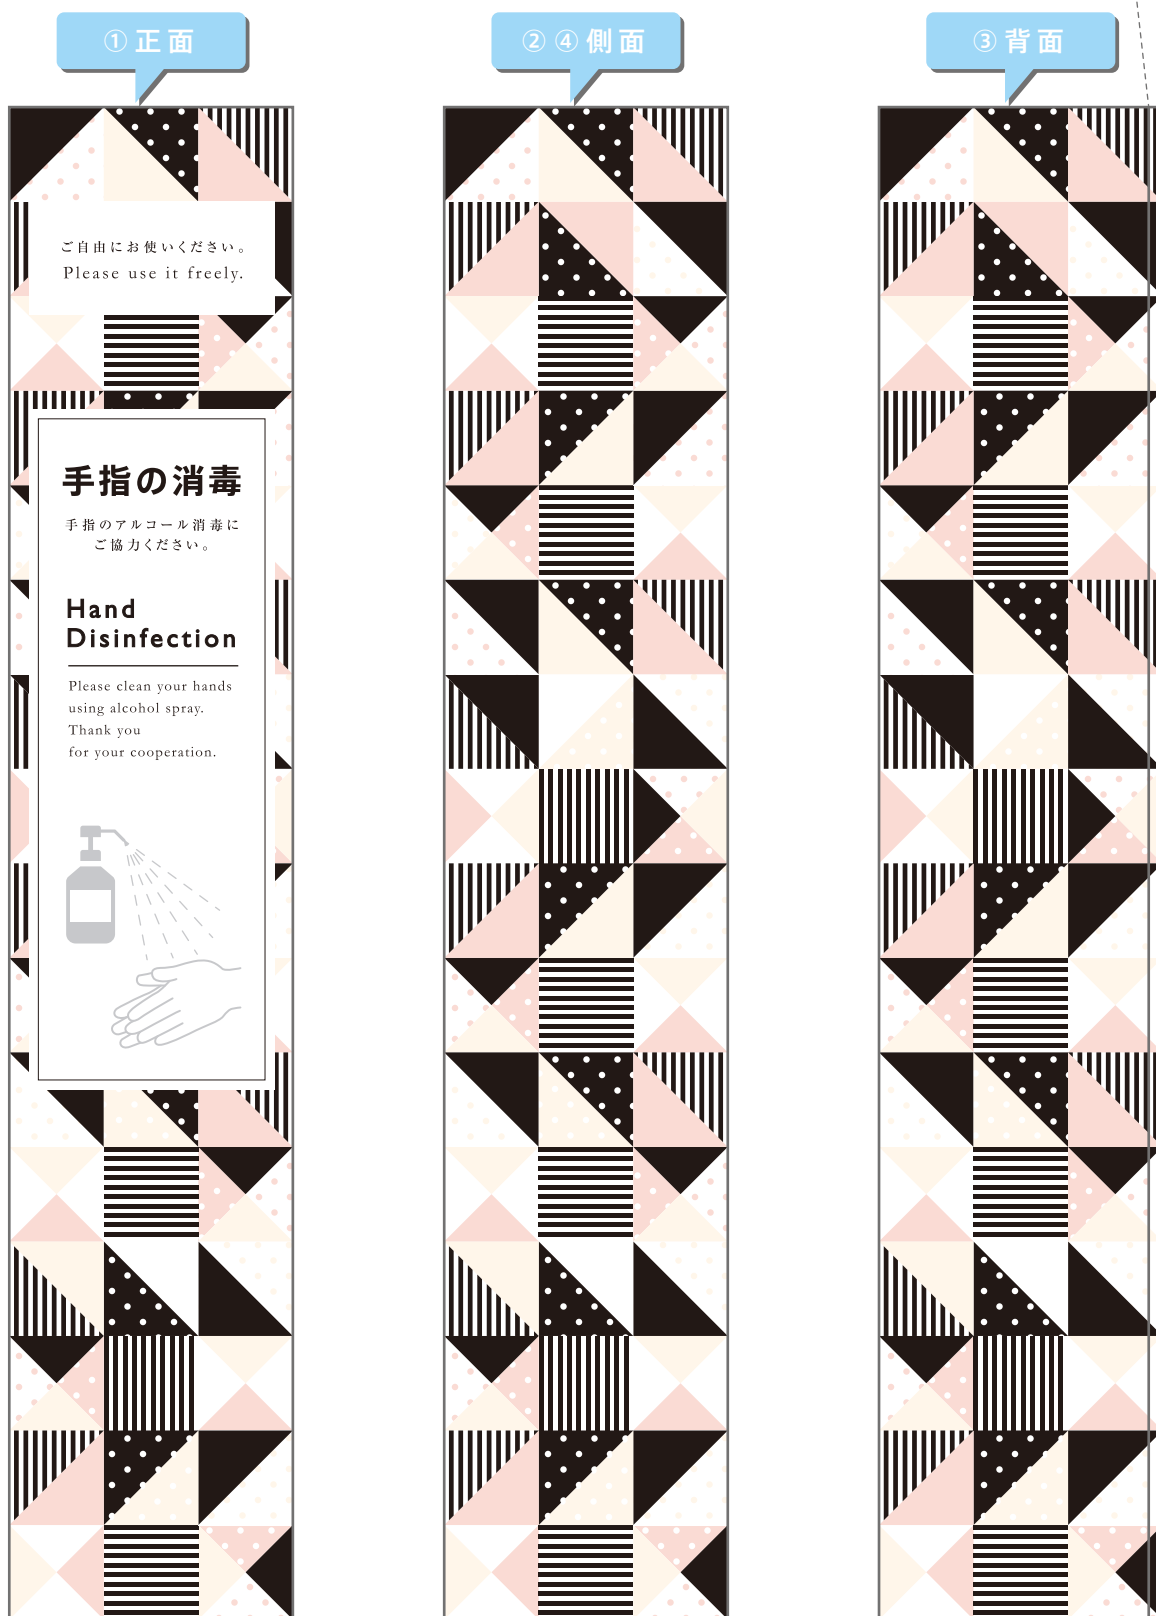 ①正面
②④側面
③背面
ご自由にお使いください。
Please use it freely.
手指の消毒
手指のアルコール消毒に
ご協力ください。
Hand
Disinfection
Please clean your hands
using alcohol spray.
Thank you
for your cooperation.